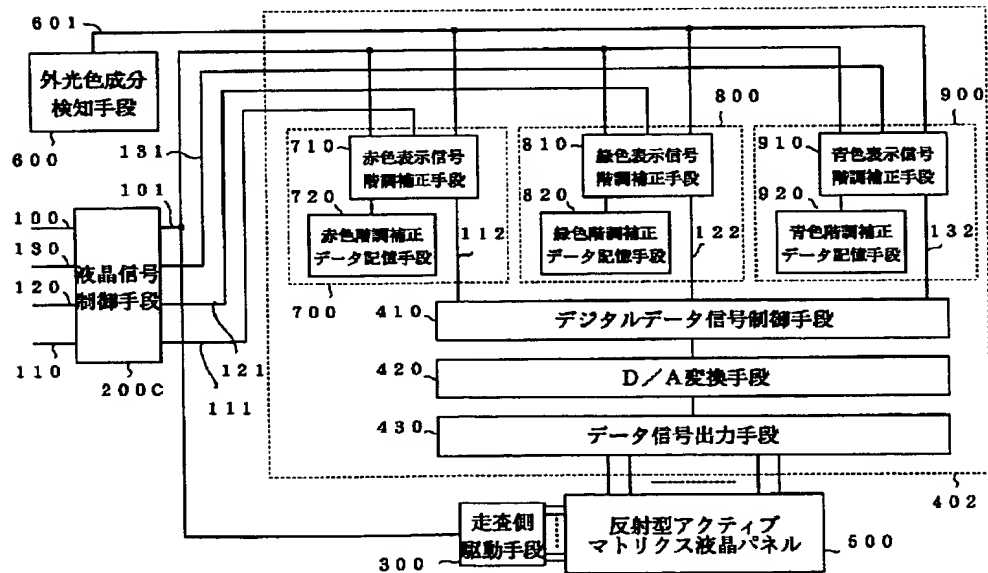 601
外光色成分
検知手段
600
131
101
100
130
120
110
液晶信号
制御手段
200C
121
111
800
900
710
赤色表示信号
階調補正手段
720
赤色階調補正
データ記憶手段
112
700
810
緑色表示信号
階調補正手段
820
緑色階調補正
データ記憶手段
122
910
青色表示信号
階調補正手段
920
青色階調補正
データ記憶手段
132
410
デジタルデータ信号制御手段
420
D/A変換手段
430
データ信号出力手段
402
走査側
駆動手段
300
反射型アクティブ
マトリクス液晶パネル
500